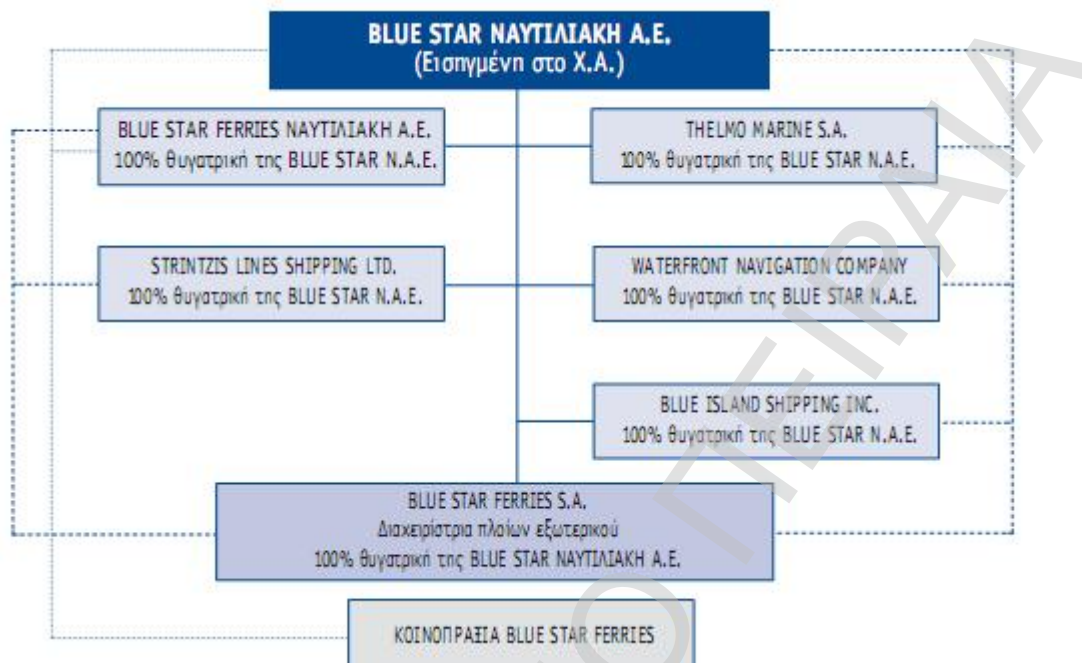 BLUE STAR ΝΑΥΤΙΛΙΑΚΗ Α.Ε.
(Εισηγμένη στο Χ.Α.)
BLUE STAR FERRIES ΝΑΥΤΙΛΙΑΚΗ Α.Ε.
100% θυγατρική της BLUE STAR N.A.E.
THELMO MARINE S.A.
100% θυγατρική της BLUE STAR N.A.E.
STRINTZIS LINES SHIPPING LTD.
100% θυγατρική της BLUE STAR N.A.E.
WATERFRONT NAVIGATION COMPANY
100% θυγατρική της BLUE STAR N.A.E.
BLUE ISLAND SHIPPING INC.
100% θυγατρική της BLUE STAR N.A.E.
BLUE STAR FERRIES S.A.
Διαχειρίστρια πλοίων εξωτερικού
100% θυγατρική της BLUE STAR ΝΑΥΤΙΛΙΑΚΗ Α.Ε.
ΚΟΙΝΟΠΡΑΞΙΑ BLUE STAR FERRIES
Ο ΠΕΙΡΑΙΑ